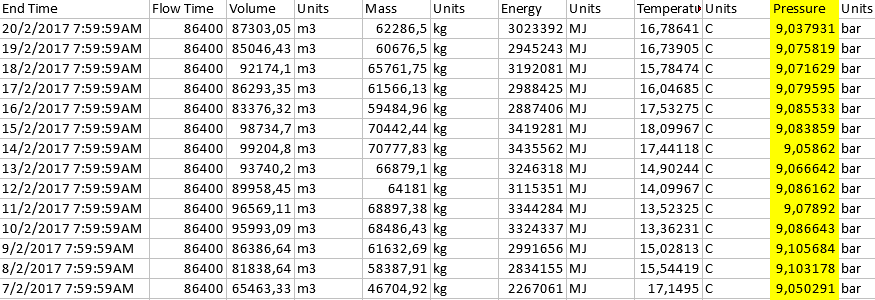 End Time Flow Time Volume Units Mass Units Energy Units Temperatu Units Pressure Units
20/2/2017 7:59:59AM 86400 87303,05 m3 62286,5 kg 3023392 MJ 16,78641 C 9,037931 bar
19/2/2017 7:59:59AM 86400 85046,43 m3 60676,5 kg 2945243 MJ 16,73905 C 9,075819 bar
18/2/2017 7:59:59AM 86400 92174,1 m3 65761,75 kg 3192081 MJ 15,78474 C 9,071629 bar
17/2/2017 7:59:59AM 86400 86293,35 m3 61566,13 kg 2988425 MJ 16,04685 C 9,079595 bar
16/2/2017 7:59:59AM 86400 83376,32 m3 59484,96 kg 2887406 MJ 17,53275 C 9,085533 bar
15/2/2017 7:59:59AM 86400 98734,7 m3 70442,44 kg 3419281 MJ 18,09967 C 9,083859 bar
14/2/2017 7:59:59AM 86400 99204,8 m3 70777,83 kg 3435562 MJ 17,44118 C 9,05862 bar
13/2/2017 7:59:59AM 86400 93740,2 m3 66879,1 kg 3246318 MJ 14,90244 C 9,066642 bar
12/2/2017 7:59:59AM 86400 89958,45 m3 64181 kg 3115351 MJ 14,09967 C 9,086162 bar
11/2/2017 7:59:59AM 86400 96569,11 m3 68897,38 kg 3344284 MJ 13,52325 C 9,07892 bar
10/2/2017 7:59:59AM 86400 95993,09 m3 68486,43 kg 3324337 MJ 13,36231 C 9,086643 bar
9/2/2017 7:59:59AM 86400 86386,64 m3 61632,69 kg 2991656 MJ 15,02813 C 9,105684 bar
8/2/2017 7:59:59AM 86400 81838,64 m3 58387,91 kg 2834155 MJ 15,54419 C 9,103178 bar
7/2/2017 7:59:59AM 86400 65463,33 m3 46704,92 kg 2267061 MJ 17,1495 C 9,050291 bar